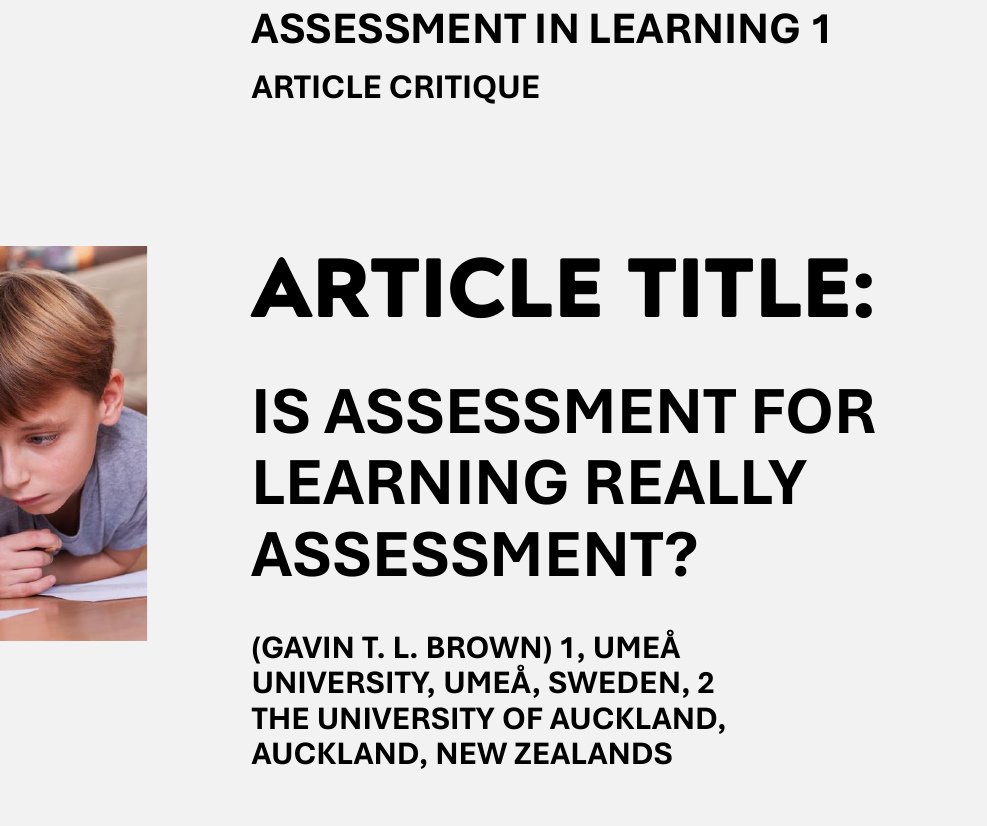 ASSESSMENT IN LEARNING 1
ARTICLE CRITIQUE
ARTICLE TITLE:
IS ASSESSMENT FOR
LEARNING REALLY
ASSESSMENT?
(GAVIN T. L. BROWN) 1, UMEÅ
UNIVERSITY, UMEÅ, SWEDEN, 2
THE UNIVERSITY OF AUCKLAND,
AUCKLAND, NEW ZEALANDS